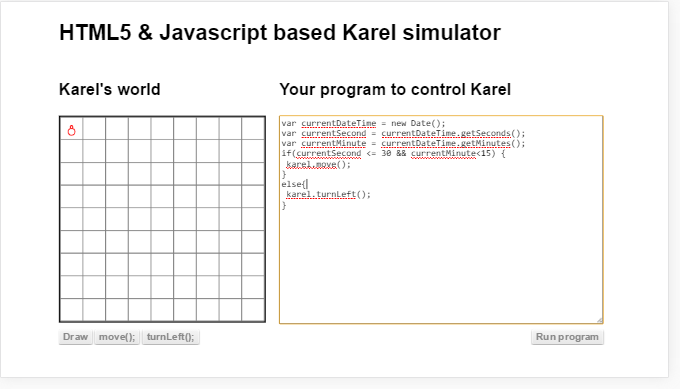 HTML5 & Javascript based Karel simulator
Karel's world
Your program to control Karel
var currentDateTime = new Date();
var currentSecond = currentDateTime.getSeconds();
var currentMinute = currentDateTime.getMinutes();
if(currentSecond <= 30 && currentMinute<15) {
karel.move();
}
else{
karel.turnLeft();
}
Draw move(); turnLeft(); Run program